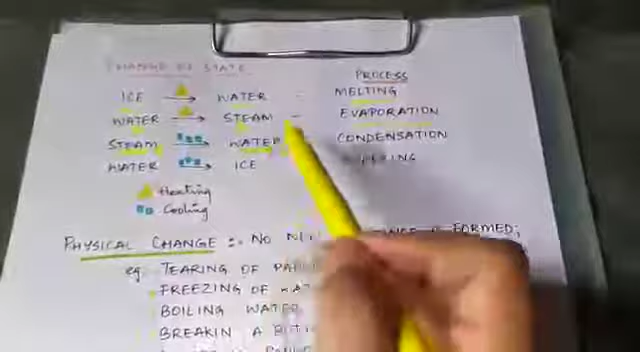 CHANGE OF STATE
PROCESS
ICE → WATER - MELTING
WATER → STEAM - EVAPORATION
STEAM → WATER CONDENSATION
WATER → ICE
Heating
Cooling
PHYSICAL CHANGE :- NO IS FORMED;
eg. TEARING OF
FREEZING OF
BOILING WATER
BREAKIN A